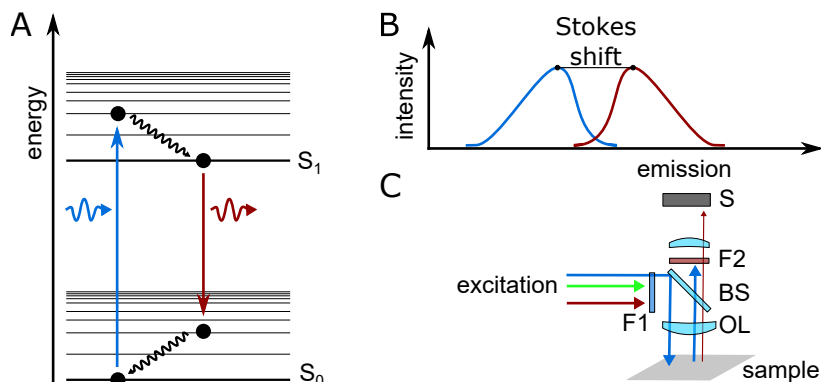 A
energy
S1
S0
B
Stokes
shift
intensity
emission
C
S
F2
excitation
BS
F1
OL
sample